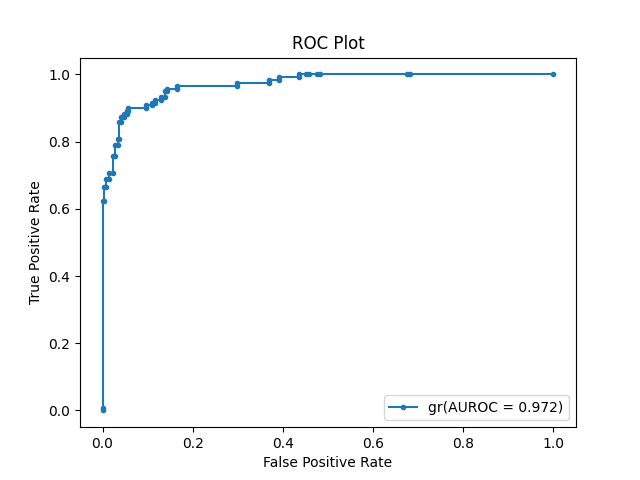 ROC Plot
1.0
0.8
0.6
0.4
0.2
0.0
True Positive Rate
gr(AUROC = 0.972)
0.0 0.2 0.4 0.6 0.8 1.0
False Positive Rate